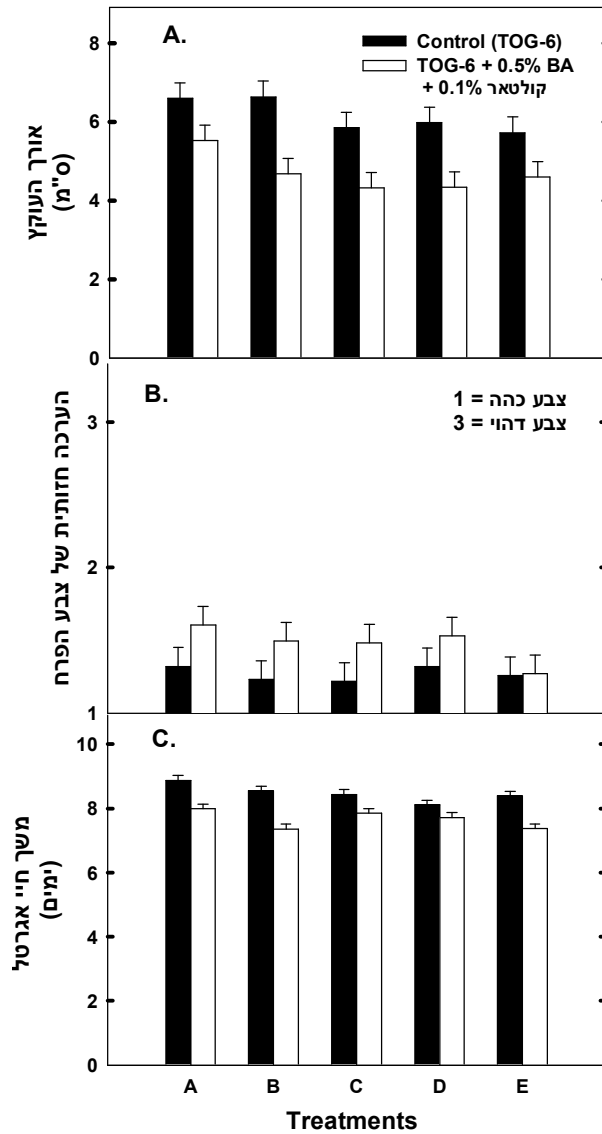 A.
Control (TOG-6)
TOG-6 + 0.5% BA
+ 0.1% קולטאר
אורך העוקץ
(ס"מ)
8
6
4
2
0
B.
1 = צבע כהה
3 = צבע דהוי
הערכה חזותית של צבע הפרח
3
2
1
C.
משך חיי אגרטל
(ימים)
10
8
6
4
2
0
A B C D E
Treatments